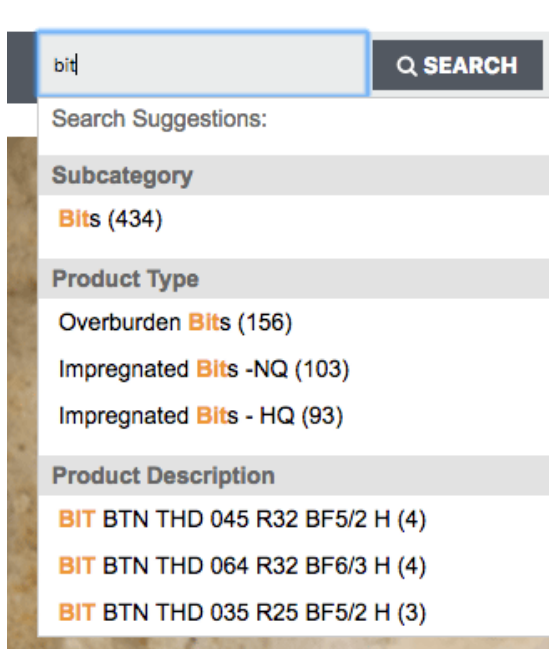 bit
SEARCH
Search Suggestions:
Subcategory
Bits (434)
Product Type
Overburden Bits (156)
Impregnated Bits -NQ (103)
Impregnated Bits - HQ (93)
Product Description
BIT BTN THD 045 R32 BF5/2 H (4)
BIT BTN THD 064 R32 BF6/3 H (4)
BIT BTN THD 035 R25 BF5/2 H (3)